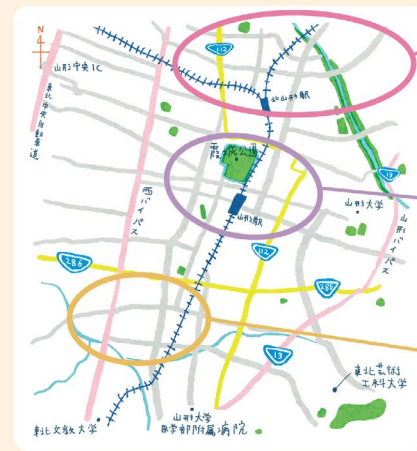 N
4
112
山形中央IC
北山形駅
東北中央自動車道
霞城公園
13
西バイパス
山形大学
山形駅
山形バイパス
112
286
286
13
東北芸術
工科大学
山形大学
医学部附属病院
東北文教大学